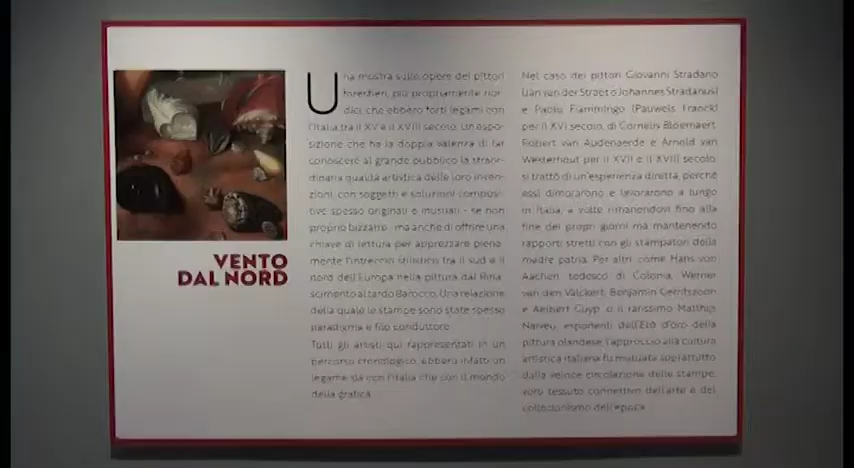 VENTO
DAL NORD
Una mostra sulle opere dei pittori
forestieri, più propriamente nor-
dici, che ebbero forti legami con
l'Italia tra il XV e il XVIII secolo. Un'espo-
sizione che ha la doppia valenza di far
conoscere al grande pubblico la straor-
dinaria qualità artistica delle loro inven-
zioni, con soggetti e soluzioni composi-
tive spesso originali e inusuali - se non
proprio bizzarre - ma anche di offrire una
chiave di lettura per apprezzare piena-
mente l'intreccio stilistico tra il sud e il
nord dell'Europa nella pittura dal Rina-
scimento al tardo Barocco. Una relazione
della quale le stampe sono state spesso
paradigma e filo conduttore.
Tutti gli artisti qui rappresentati in un
percorso cronologico, ebbero infatti un
legame sia con l'Italia che con il mondo
della grafica.
Nel caso dei pittori Giovanni Stradano
(Jan van der Straet o Johannes Stradanus)
e Paolo Fiammingo (Pauwels Franck)
per il XVI secolo, di Cornelis Bloemaert,
Robert van Audenaerde e Arnold van
Westerhout per il XVII e il XVIII secolo,
si trattò di un'esperienza diretta, perché
essi dimorarono e lavorarono a lungo
in Italia, a volte rimanendovi fino alla
fine dei propri giorni ma mantenendo
rapporti stretti con gli stampatori della
madre patria. Per altri come Hans von
Aachen, tedesco di Colonia, Werner
van den Valckert, Benjamin Gerritszoon
e Aelbert Cuyp, o il rarissimo Matthijs
Naiveu, esponenti dell'Età d'oro della
pittura olandese, l'approccio alla cultura
artistica italiana fu mutuata soprattutto
dalla veloce circolazione delle stampe,
vero tessuto connettivo dell'arte e del
collezionismo dell'epoca.